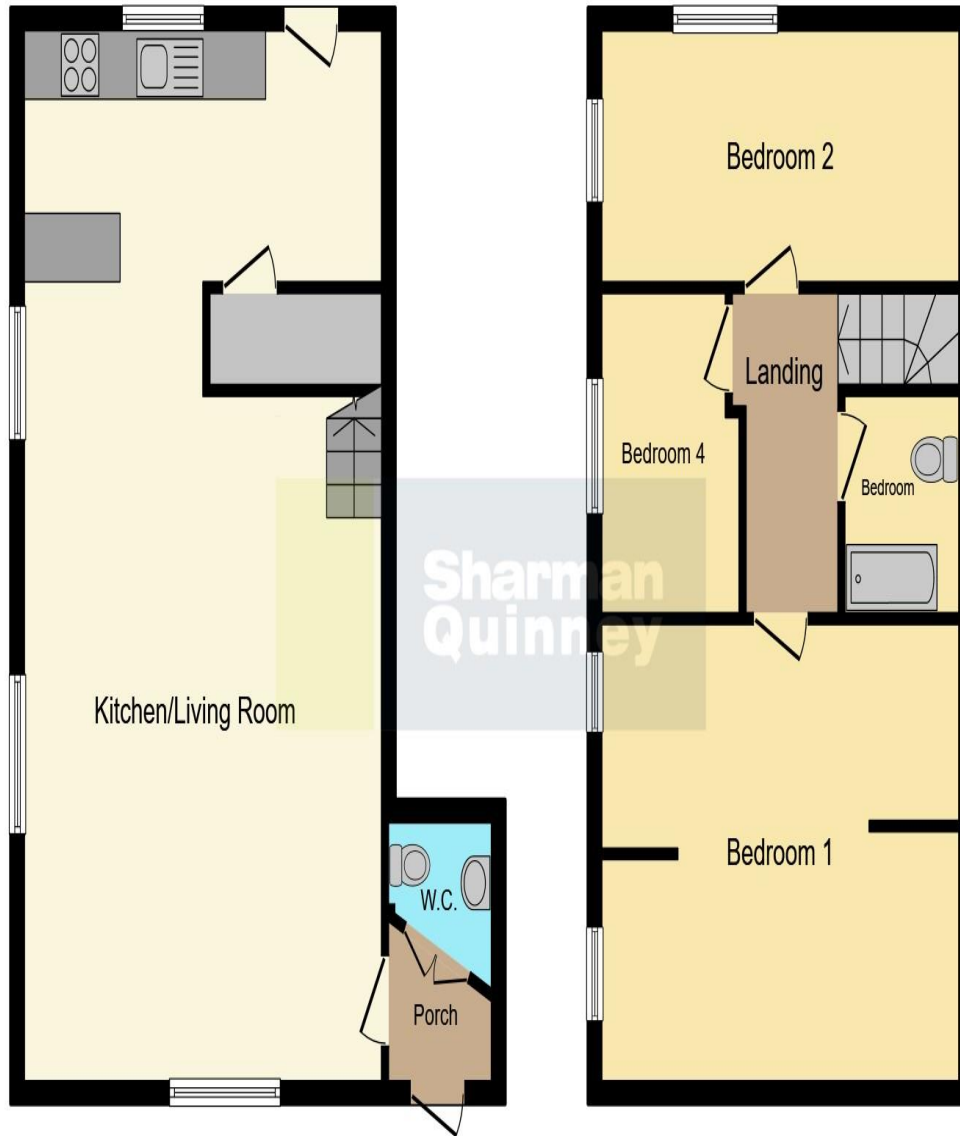 Bedroom 2
Landing
Bedroom 4
Bedroom
Sharman
Quinney
Kitchen/Living Room
Bedroom 1
W.C.
Porch